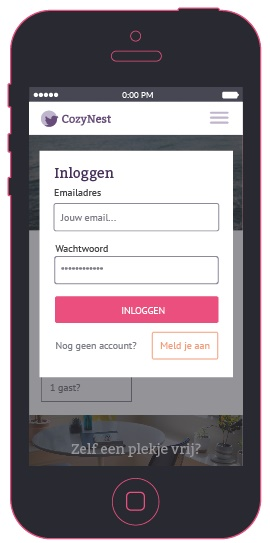 0:00 PM
CozyNest
Inloggen
Emailadres
Jouw email...
Wachtwoord
************
INLOGGEN
Nog geen account?
Meld je aan
1 gast?
Zelf een plekje vrij?